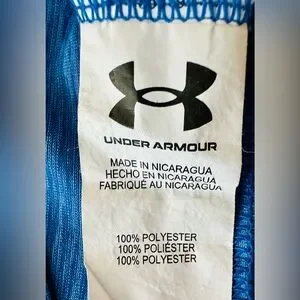 UNDER ARMOUR
MADE IN NICARAGUA
HECHO EN NICARAGUA
FABRIQUÉ AU NICARAGUA
100% POLYESTER
100% POLIÉSTER
100% POLYESTER